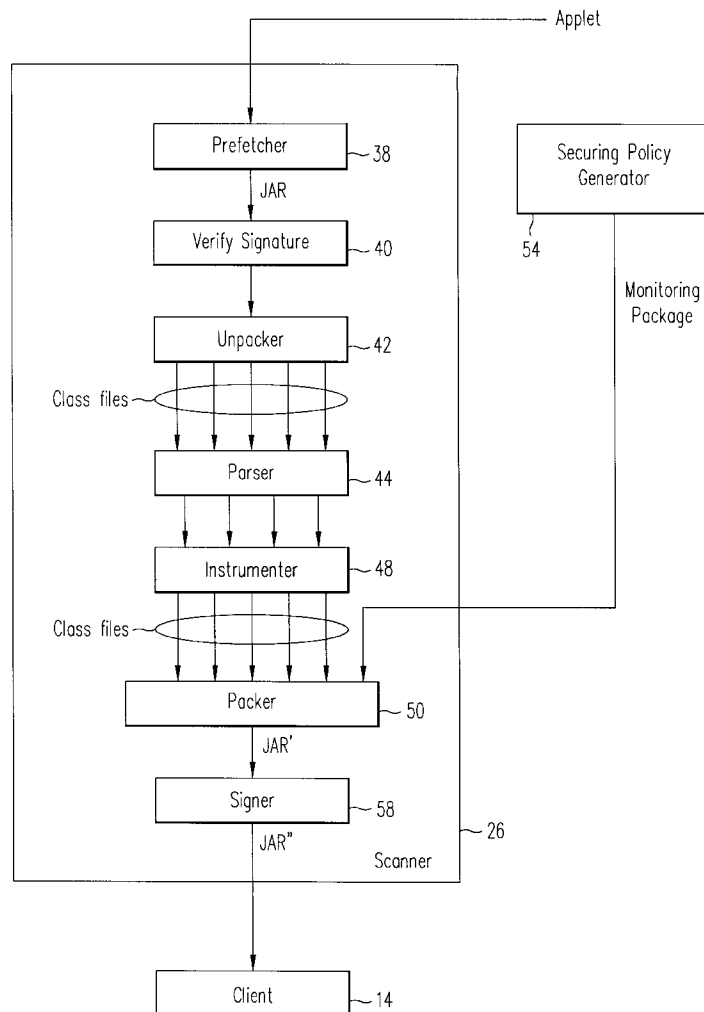 Applet
Prefetcher
38
Securing Policy
Generator
54
JAR
Verify Signature
40
Monitoring
Package
Unpacker
42
Class files
Parser
44
Instrumenter
48
Class files
Packer
50
JAR'
Signer
58
JAR"
26
Scanner
Client
14